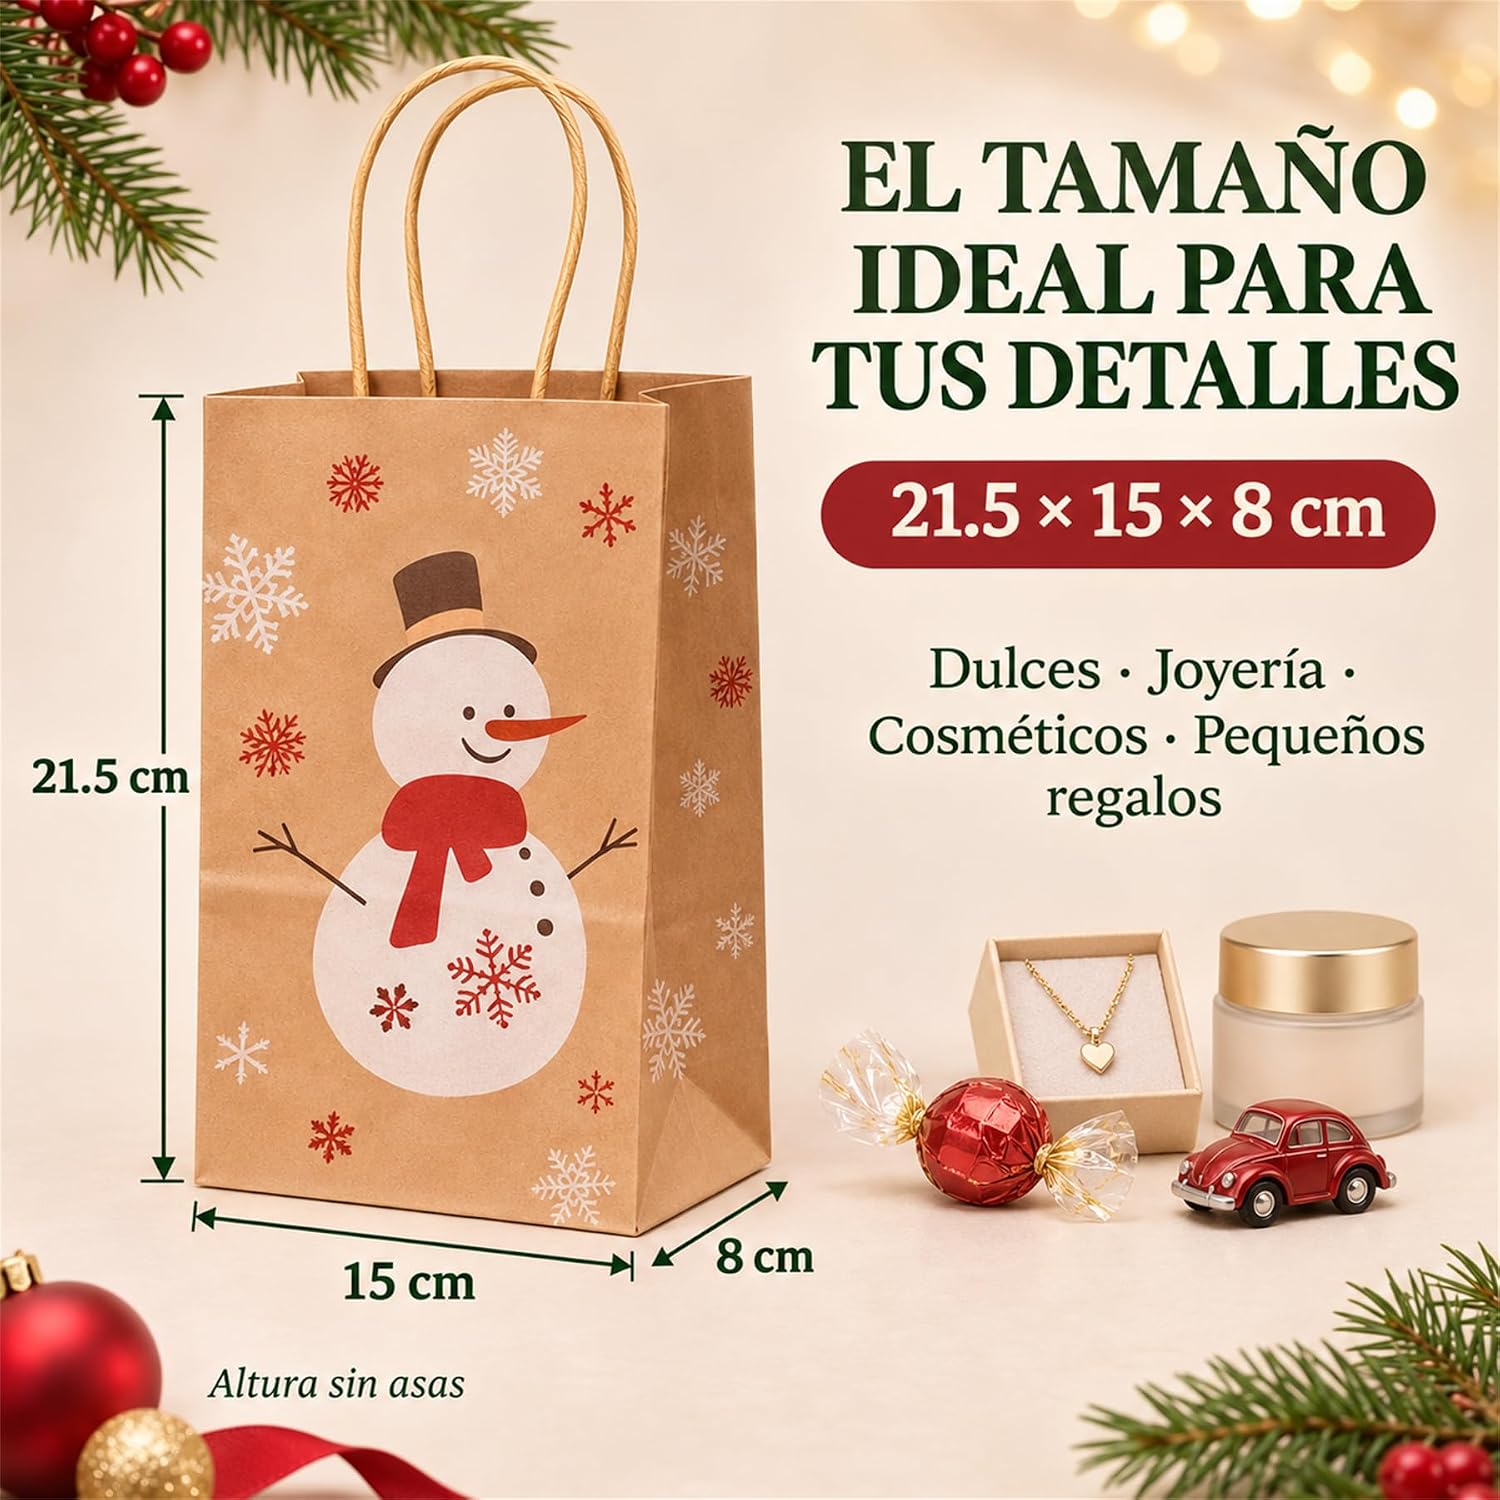 EL TAMAÑO
IDEAL PARA
TUS DETALLES
21.5 × 15 × 8 cm
Dulces · Joyería ·
Cosméticos · Pequeños
regalos
21.5 cm
15 cm
8 cm
Altura sin asas